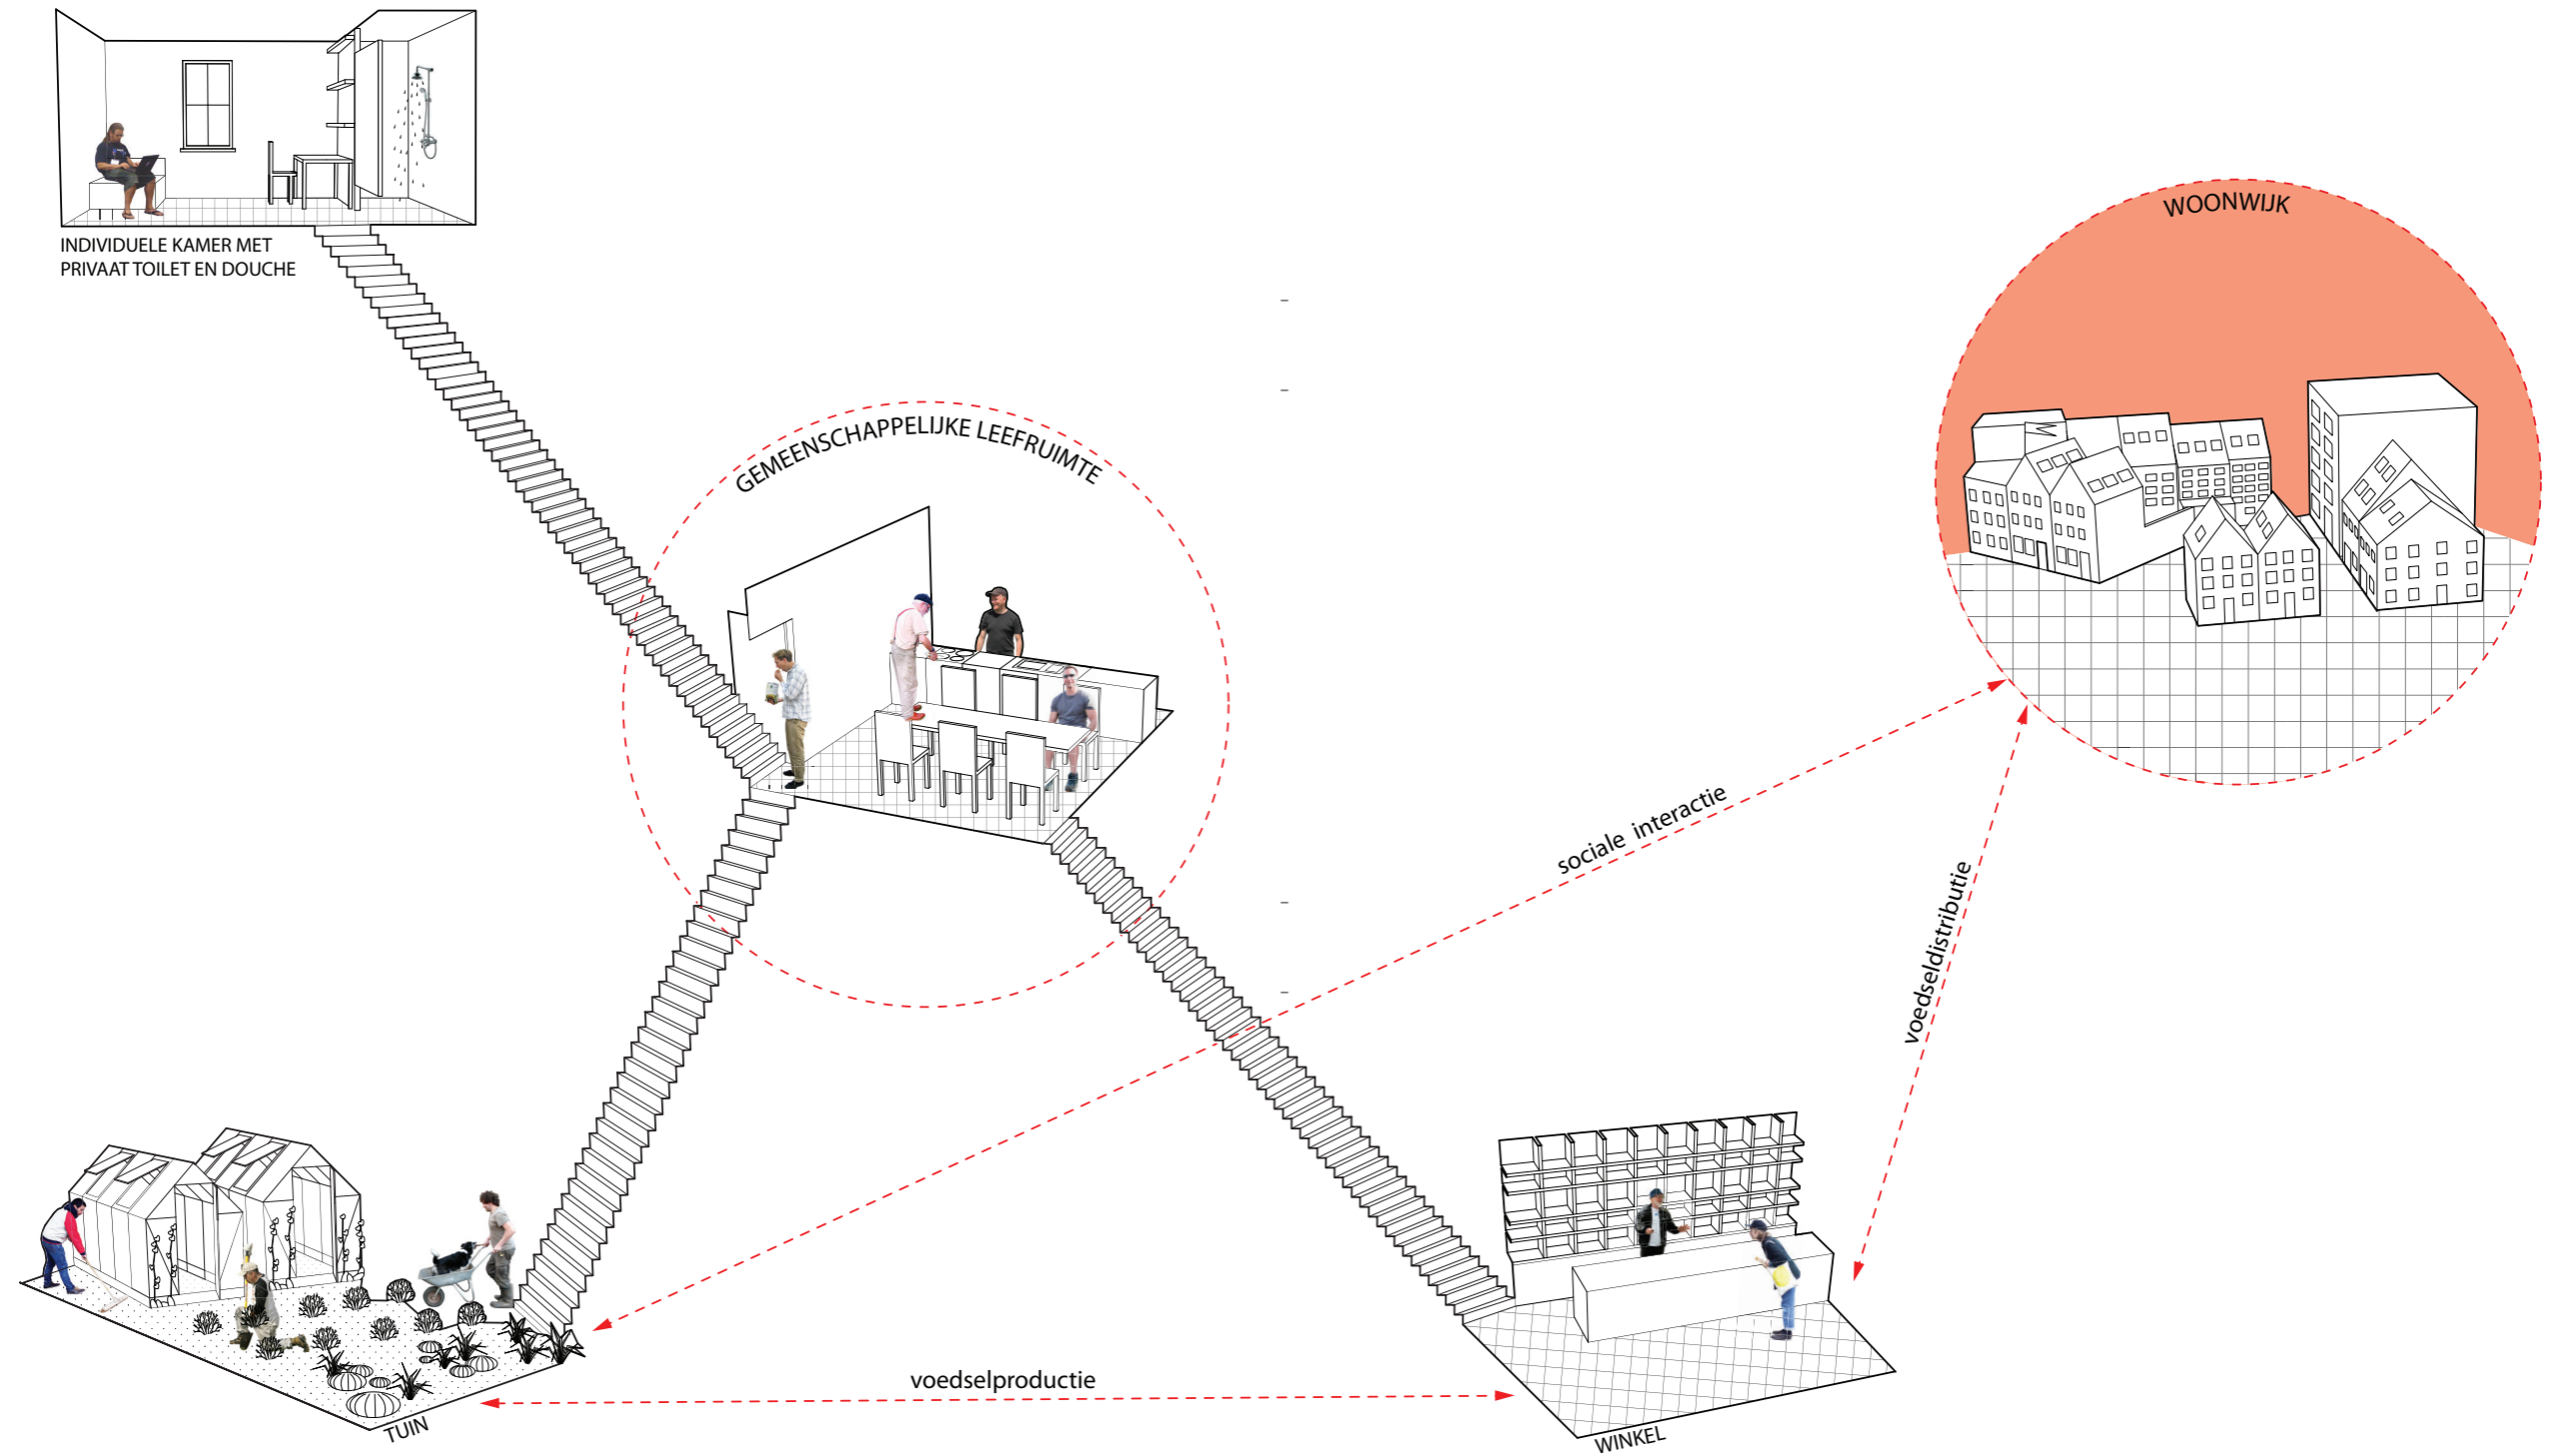 INDIVIDUELE KAMER MET
PRIVAAT TOILET EN DOUCHE
WOONWIJK
GEMEENSCHAPPELIJKE LEEFRUIMTE
sociale interactie
voedseldistributie
voedselproductie
TUIN
WINKEL